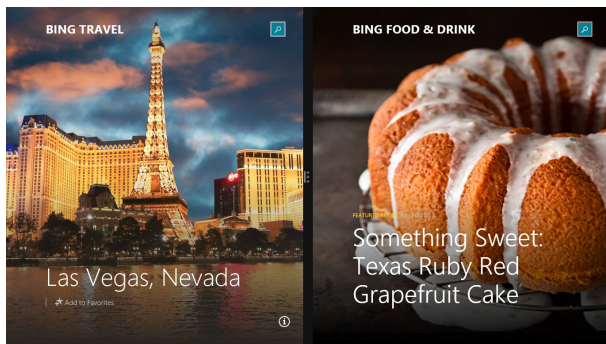 BING TRAVEL
Las Vegas, Nevada
Add to Favorites
BING FOOD & DRINK
Something Sweet:
Texas Ruby Red
Grapefruit Cake